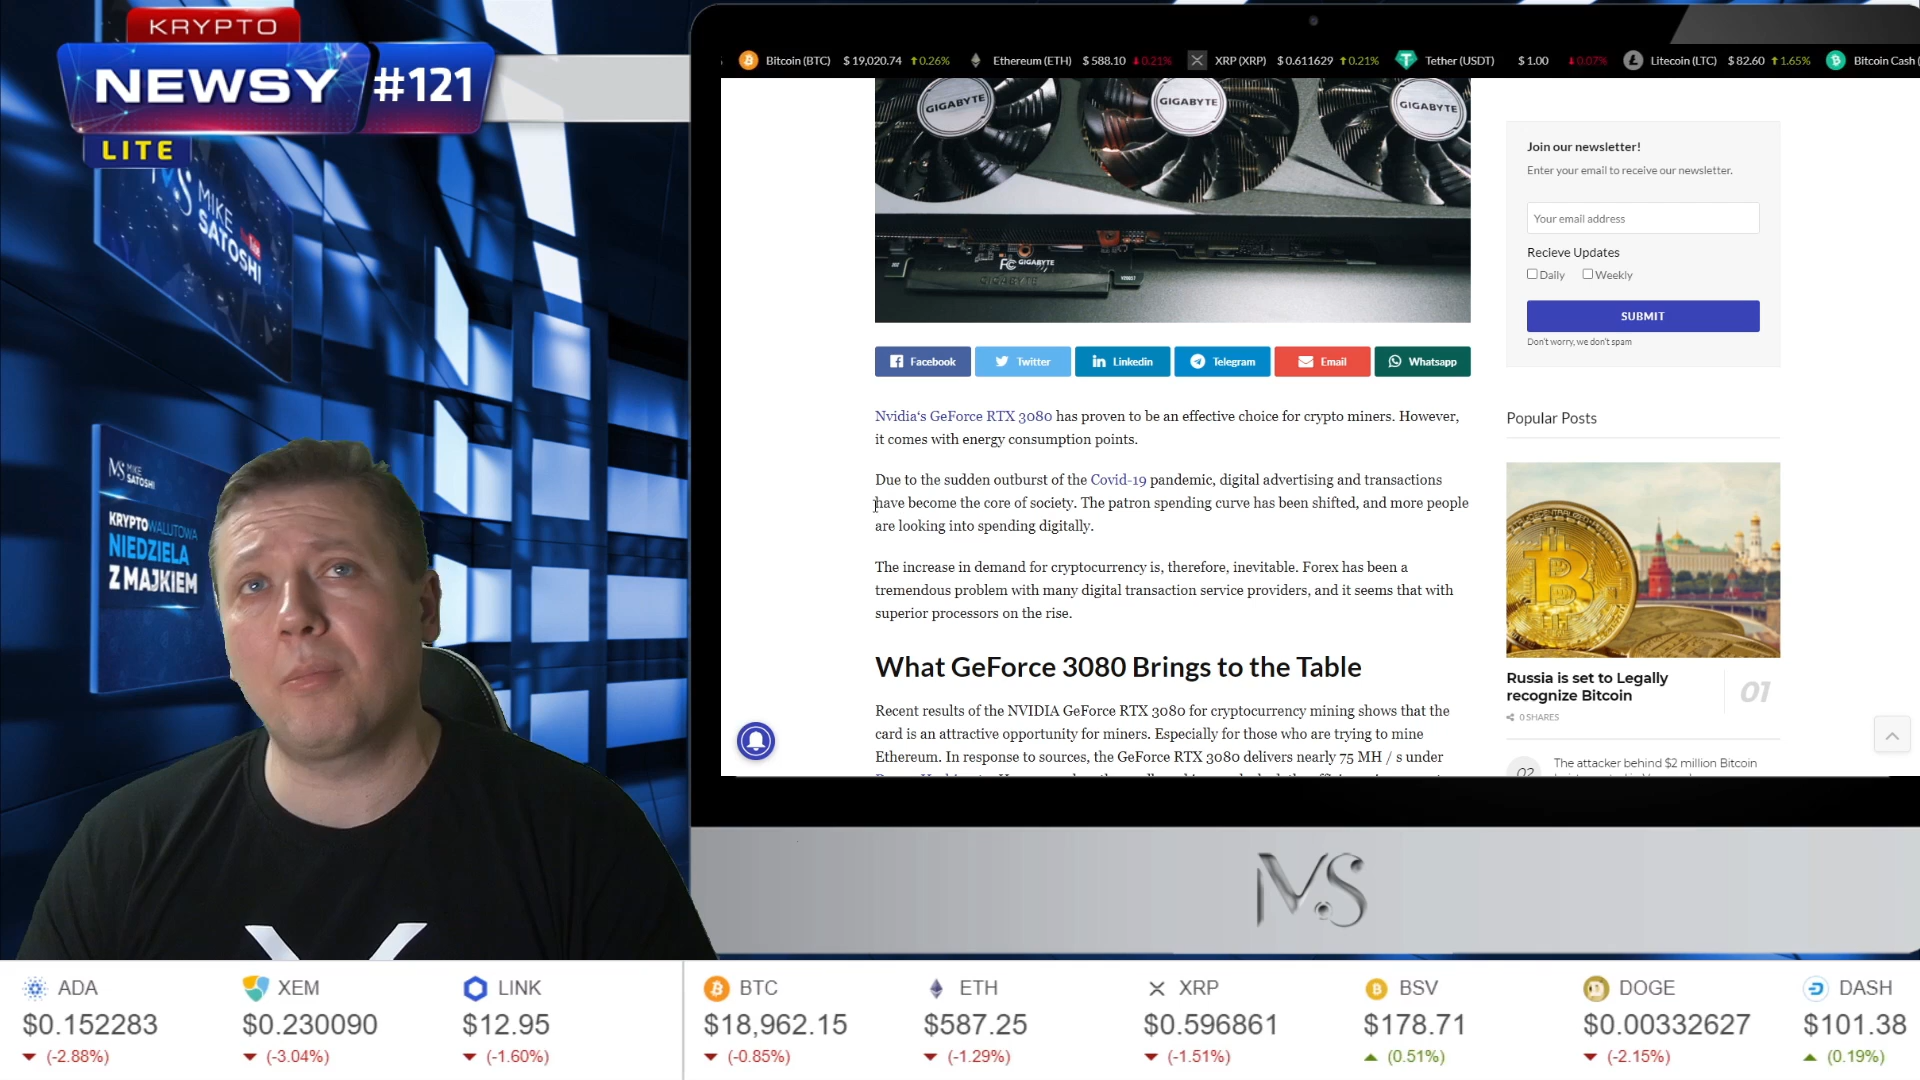 KRYPTO
NEWSY #121
LITE
MIKE
SATOSHI
MS MIKE
SATOSHI
KRYPTOWALUTOWA
NIEDZIELA
Z MAJKIEM
Bitcoin (BTC) $ 19,020.74 0.26% Ethereum (ETH) $ 588.10 0.21% XRP (XRP) $ 0.611629 0.21% Tether (USDT) $ 1.00 0.07% Litecoin (LTC) $ 82.60 1.65% Bitcoin Cash (
GIGABYTE GIGABYTE GIGABYTE
GIGABYTE
GIGABYTE
Facebook Twitter Linkedin Telegram Email Whatsapp
Nvidia‘s GeForce RTX 3080 has proven to be an effective choice for crypto miners. However,
it comes with energy consumption points.
Due to the sudden outburst of the Covid-19 pandemic, digital advertising and transactions
have become the core of society. The patron spending curve has been shifted, and more people
are looking into spending digitally.
The increase in demand for cryptocurrency is, therefore, inevitable. Forex has been a
tremendous problem with many digital transaction service providers, and it seems that with
superior processors on the rise.
What GeForce 3080 Brings to the Table
Recent results of the NVIDIA GeForce RTX 3080 for cryptocurrency mining shows that the
card is an attractive opportunity for miners. Especially for those who are trying to mine
Ethereum. In response to sources, the GeForce RTX 3080 delivers nearly 75 MH / s under
Join our newsletter!
Enter your email to receive our newsletter.
Your email address
Recieve Updates
Daily Weekly
SUBMIT
Don't worry, we don't spam
Popular Posts
Russia is set to Legally
recognize Bitcoin
01
0 SHARES
02
The attacker behind $2 million Bitcoin
MS
ADA XEM LINK BTC ETH XRP BSV DOGE DASH
$0.152283 $0.230090 $12.95 $18,962.15 $587.25 $0.596861 $178.71 $0.00332627 $101.38
(-2.88%) (-3.04%) (-1.60%) (-0.85%) (-1.29%) (-1.51%) (0.51%) (-2.15%) (0.19%)